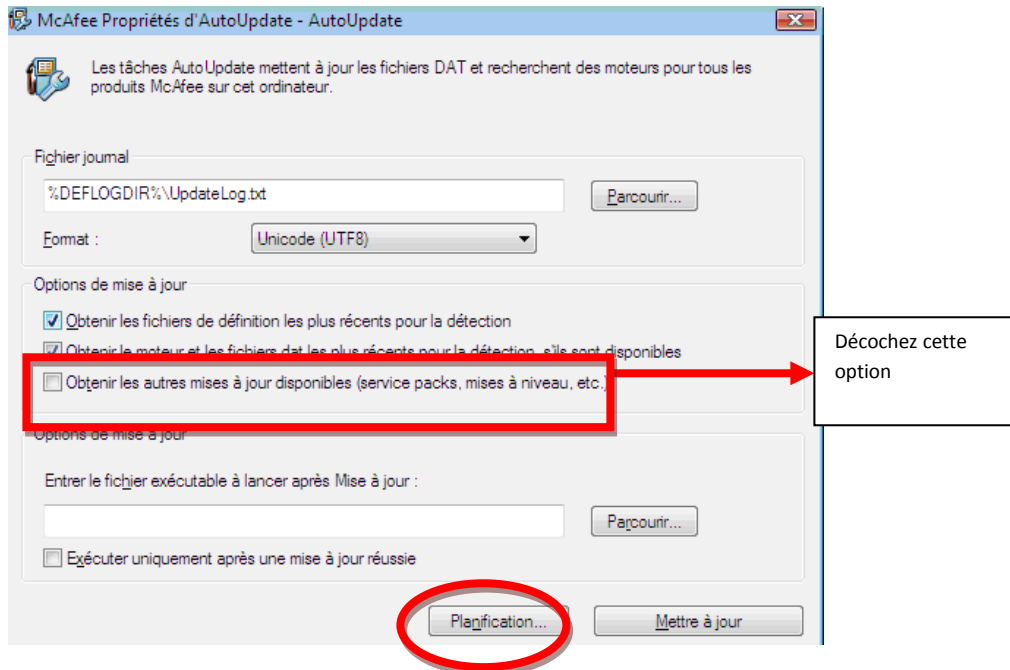 McAfee Propriétés d'AutoUpdate - AutoUpdate
Les tâches AutoUpdate mettent à jour les fichiers DAT et recherchent des moteurs pour tous les
produits McAfee sur cet ordinateur.
Fichier journal
%DEFLOGDIR%\UpdateLog.txt
Parcourir...
Format :
Unicode (UTF8)
Options de mise à jour
Obtenir les fichiers de définition les plus récents pour la détection
Obtenir le moteur et les fichiers dat les plus récents pour la détection, s'ils sont disponibles
Obtenir les autres mises à jour disponibles (service packs, mises à niveau, etc.)
Décochez cette
option
Options de mise à jour
Entrer le fichier exécutable à lancer après Mise à jour :
Parcourir...
Exécuter uniquement après une mise à jour réussie
Planification...
Mettre à jour